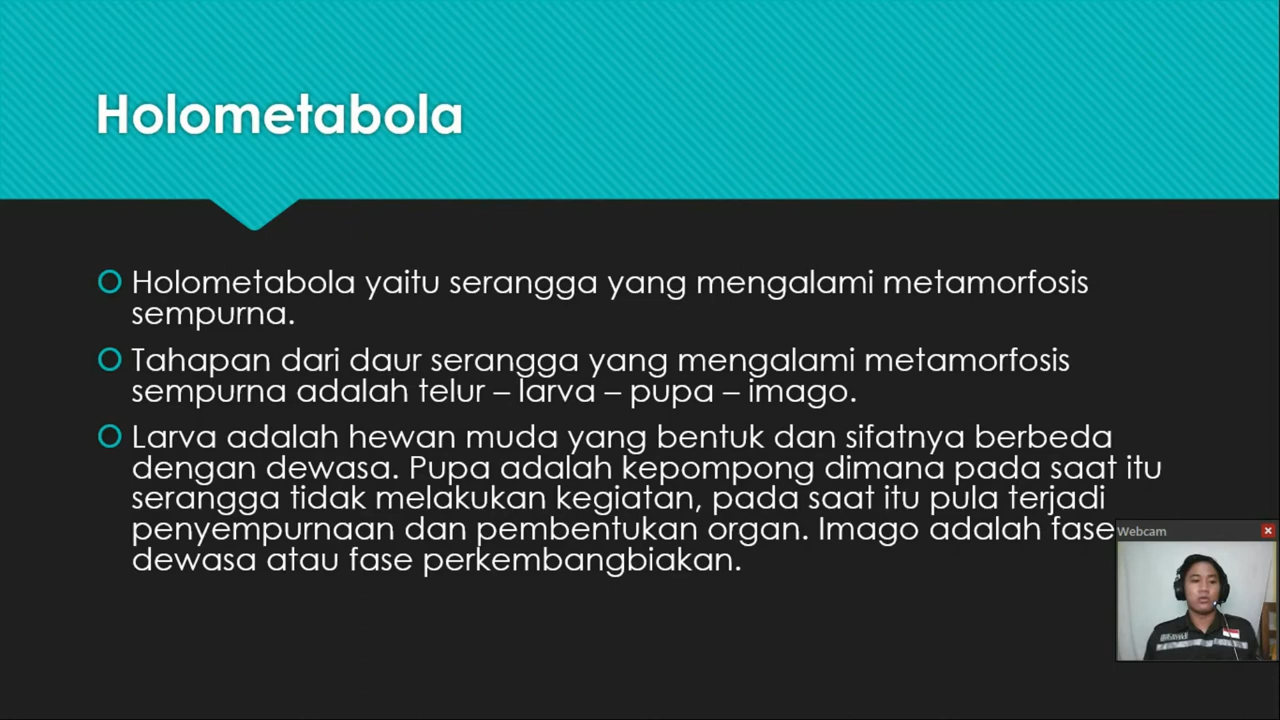 Holometabola
Holometabola yaitu serangga yang mengalami metamorfosis
sempurna.
Tahapan dari daur serangga yang mengalami metamorfosis
sempurna adalah telur – larva – pupa – imago.
Larva adalah hewan muda yang bentuk dan sifatnya berbeda
dengan dewasa. Pupa adalah kepompong dimana pada saat itu
serangga tidak melakukan kegiatan, pada saat itu pula terjadi
penyempurnaan dan pembentukan organ. Imago adalah fase
dewasa atau fase perkembangbiakan.
Webcam